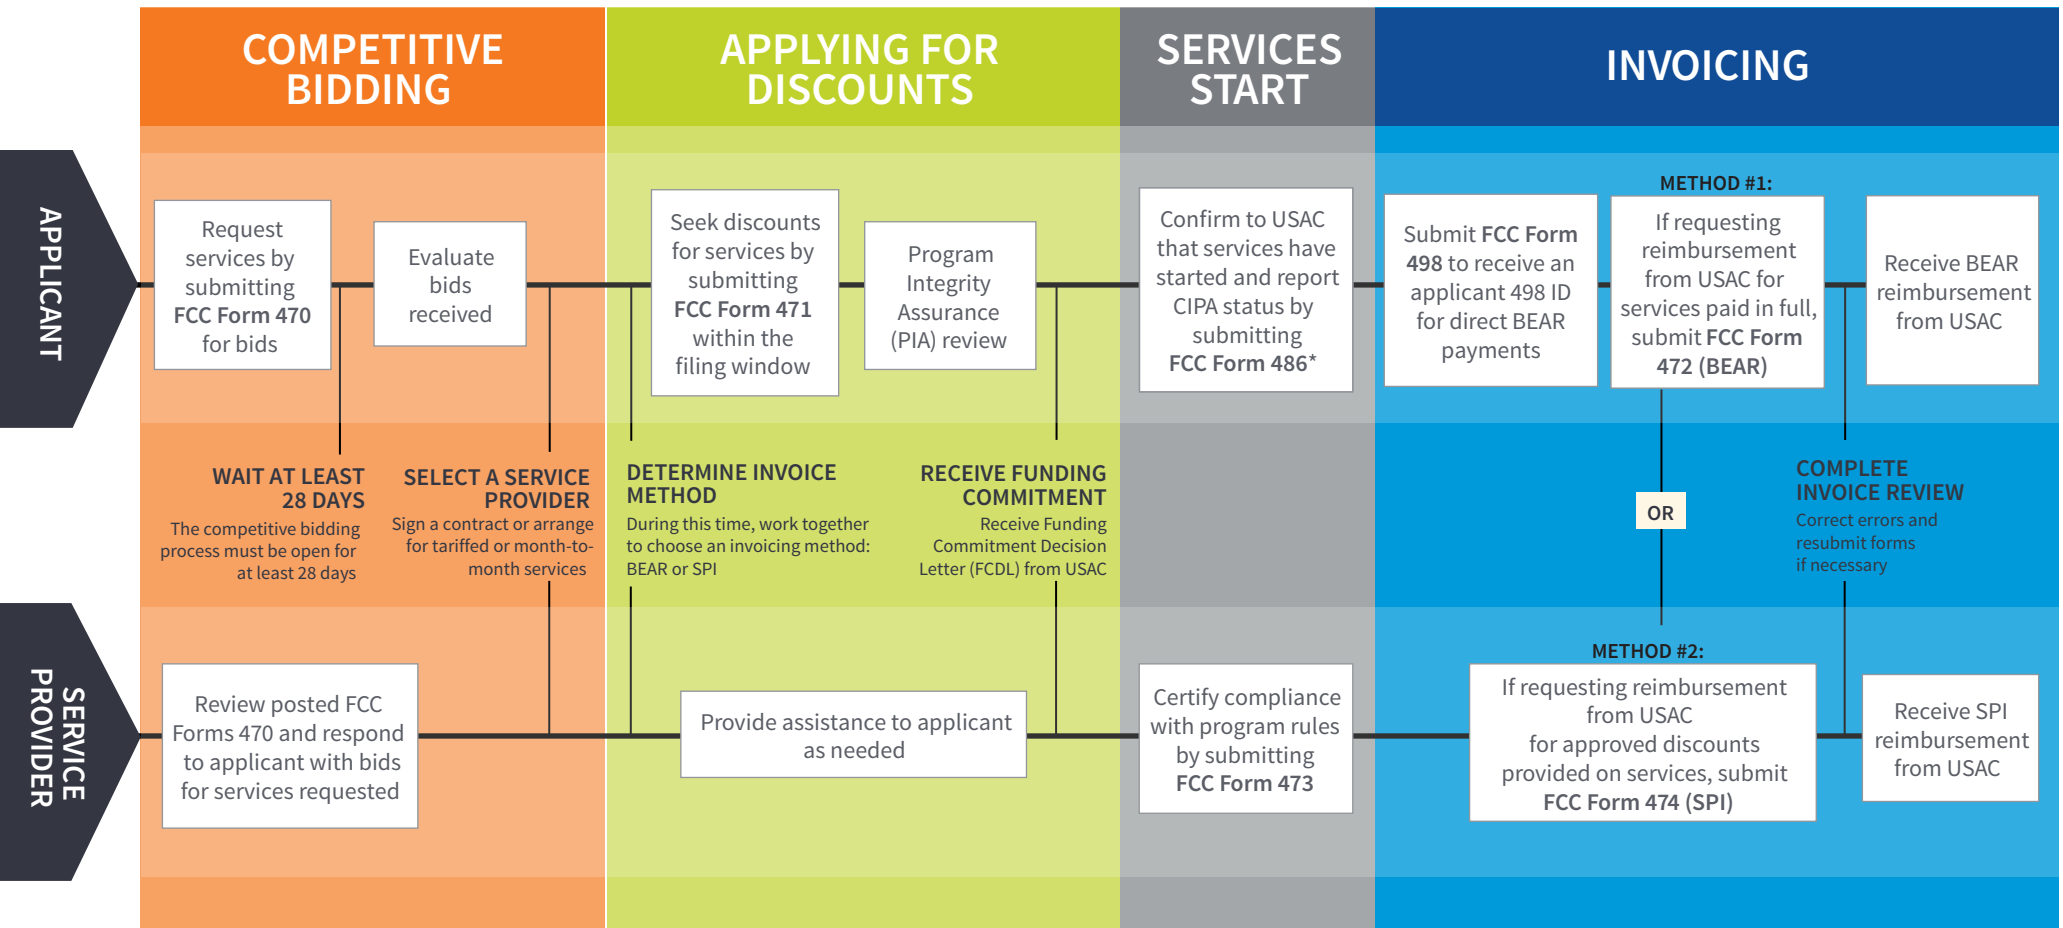 COMPETITIVE
BIDDING
APPLYING FOR
DISCOUNTS
SERVICES
START
INVOICING
APPLICANT
Request
services by
submitting
FCC Form 470
for bids
Evaluate
bids
received
Seek discounts
for services by
submitting
FCC Form 471
within the
filing window
Program
Integrity
Assurance
(PIA) review
Confirm to USAC
that services have
started and report
CIPA status by
submitting
FCC Form 486*
Submit FCC Form
498 to receive an
applicant 498 ID
for direct BEAR
payments
METHOD #1:
If requesting
reimbursement
from USAC for
services paid in full,
submit FCC Form
472 (BEAR)
Receive BEAR
reimbursement
from USAC
WAIT AT LEAST
28 DAYS
The competitive bidding
process must be open for
at least 28 days
SELECT A SERVICE
PROVIDER
Sign a contract or arrange
for tariffed or month-to-
month services
DETERMINE INVOICE
METHOD
During this time, work together
to choose an invoicing method:
BEAR or SPI
RECEIVE FUNDING
COMMITMENT
Receive Funding
Commitment Decision
Letter (FCDL) from USAC
OR
COMPLETE
INVOICE REVIEW
Correct errors and
resubmit forms
if necessary
SERVICE
PROVIDER
Review posted FCC
Forms 470 and respond
to applicant with bids
for services requested
Provide assistance to applicant
as needed
Certify compliance
with program rules
by submitting
FCC Form 473
METHOD #2:
If requesting reimbursement
from USAC
for approved discounts
provided on services, submit
FCC Form 474 (SPI)
Receive SPI
reimbursement
from USAC